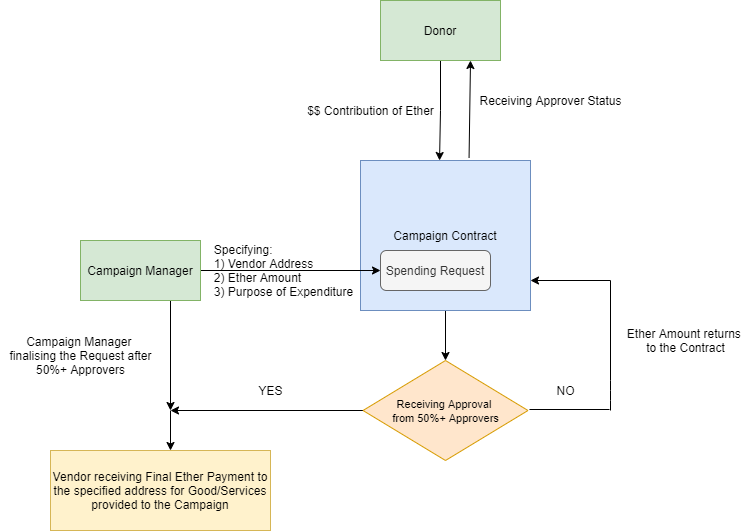 Donor
$$ Contribution of Ether
Receiving Approver Status
Campaign Contract
Spending Request
Campaign Manager
Specifying:
1) Vendor Address
2) Ether Amount
3) Purpose of Expenditure
Campaign Manager
finalising the Request after
50%+ Approvers
Ether Amount returns
to the Contract
YES
NO
Receiving Approval
from 50%+ Approvers
Vendor receiving Final Ether Payment to
the specified address for Good/Services
provided to the Campaign